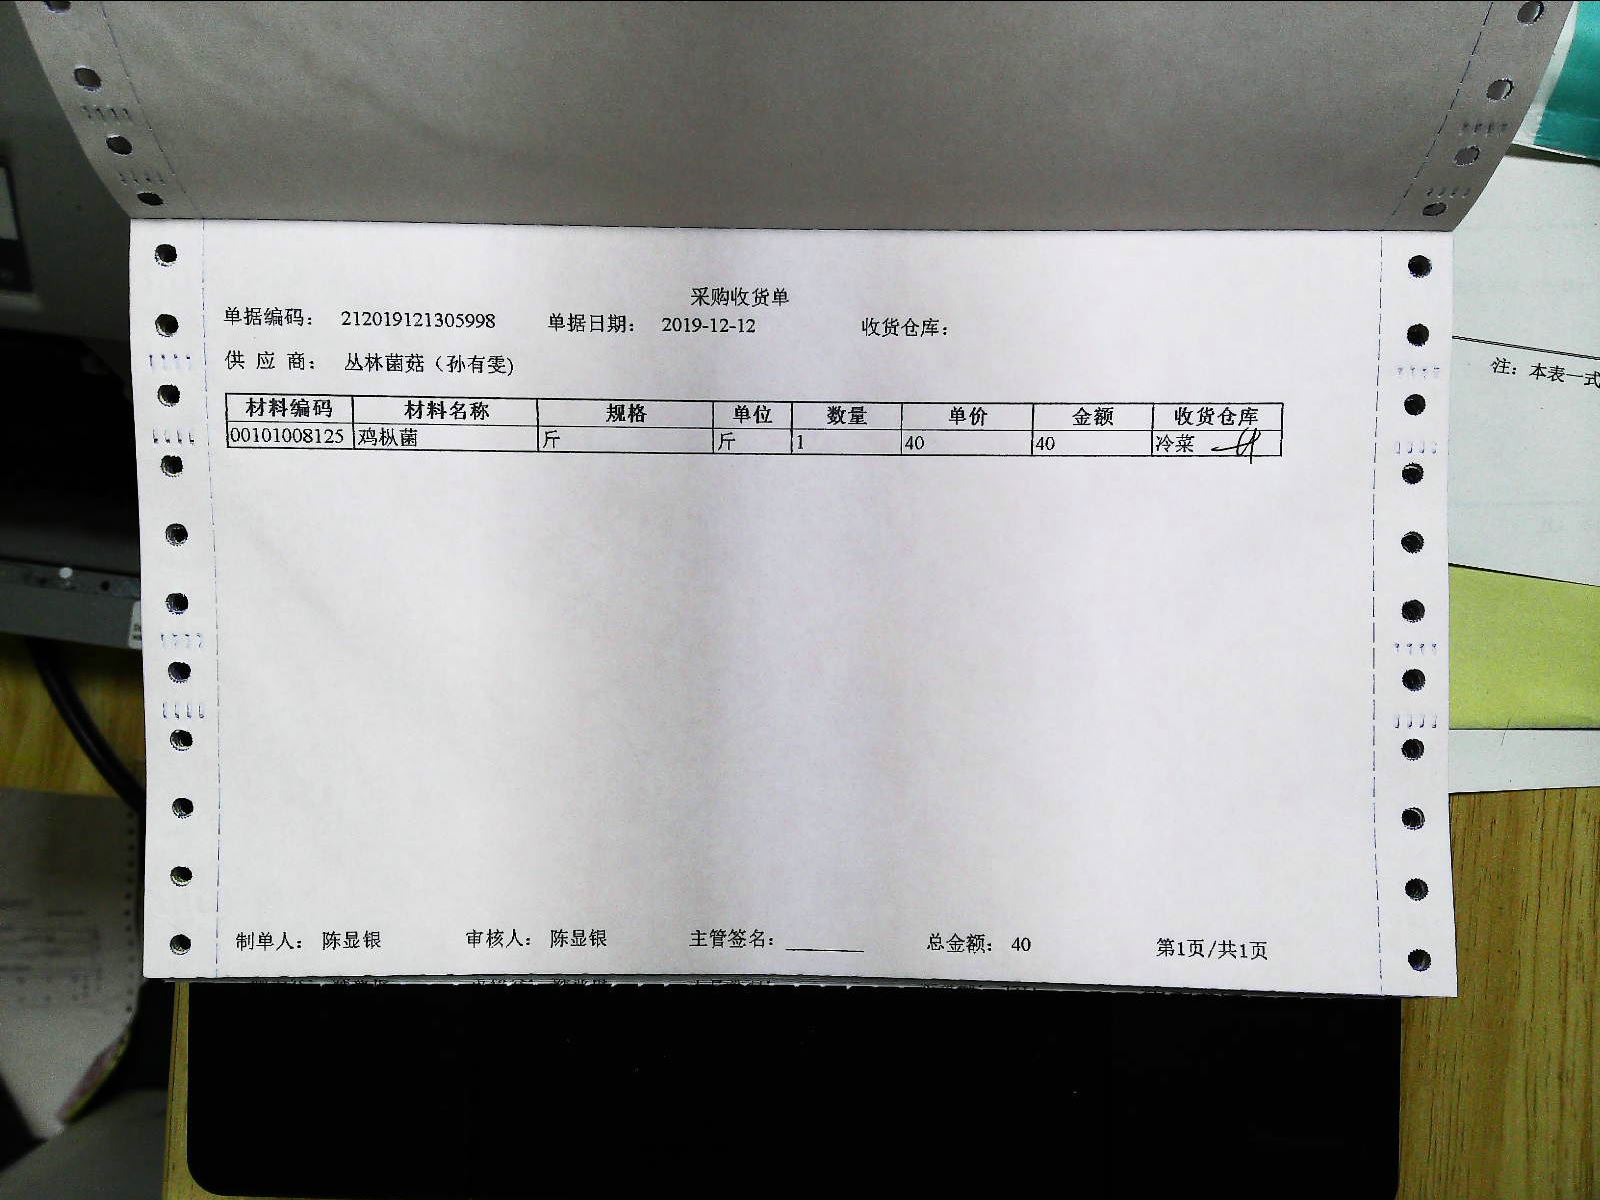 采购收货单
单据编码： 212019121305998 单据日期： 2019-12-12 收货仓库：
供 应 商： 丛林菌菇（孙有雯)
材料编码 材料名称 规格 单位 数量 单价 金额 收货仓库
00101008125 鸡枞菌 斤 斤 1 40 40 冷菜
制单人： 陈显银 审核人： 陈显银 主管签名： 总金额： 40 第1页/共1页
注：本表一式